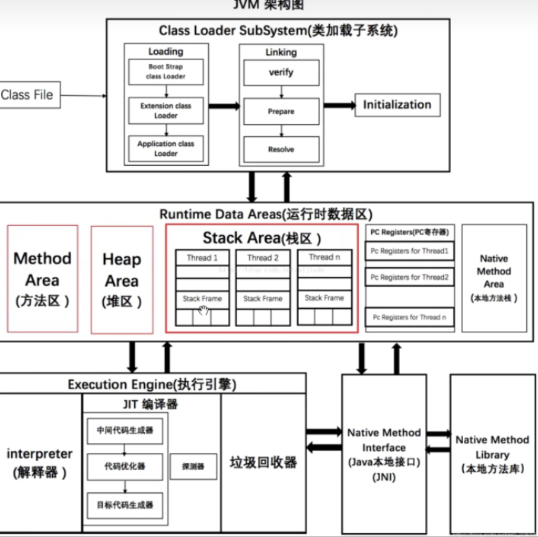 JVM 架构图
Class Loader SubSystem(类加载子系统)
Class File
Loading
Boot Strap
class Loader
Extension class
Loader
Application class
Loader
Linking
verify
Prepare
Resolve
Initialization
Runtime Data Areas(运行时数据区)
Method
Area
(方法区)
Heap
Area
(堆区)
Stack Area(栈区)
Thread 1
Stack Frame
Thread 2
Stack Frame
Thread n
Stack Frame
PC Registers(PC寄存器)
PC Registers for Thread1
Pc Registers for Thread2
Pc Registers for Thread n
Native
Method
Area
(本地方法栈)
Execution Engine(执行引擎)
interpreter
(解释器)
JIT 编译器
中间代码生成器
代码优化器
目标代码生成器
探测器
垃圾回收器
Native Method
Interface
(Java本地接口)
(JNI)
Native Method
Library
(本地方法库)